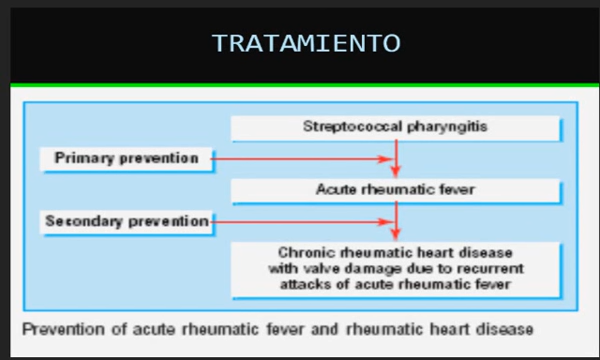 TRATAMIENTO
Streptococcal pharyngitis
Primary prevention
Acute rheumatic fever
Secondary prevention
Chronic rheumatic heart disease
with valve damage due to recurrent
attacks of acute rheumatic fever
Prevention of acute rheumatic fever and rheumatic heart disease